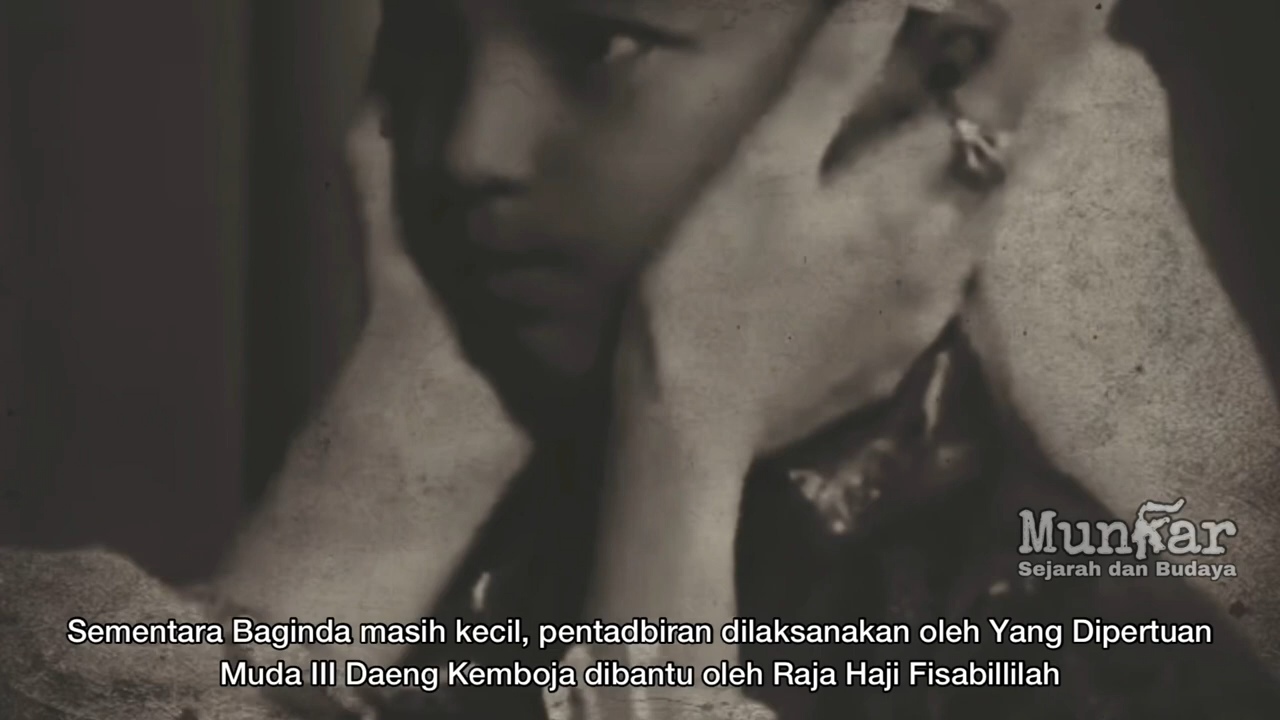 Munkar
Sejarah dan Budaya
Sementara Baginda masih kecil, pentadbiran dilaksanakan oleh Yang Dipertuan
Muda III Daeng Kemboja dibantu oleh Raja Haji Fisabillilah